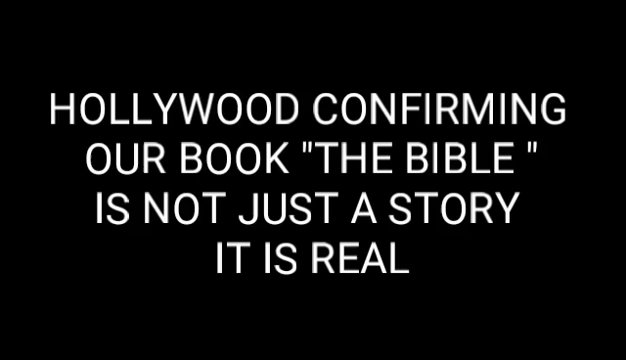 HOLLYWOOD CONFIRMING
OUR BOOK "THE BIBLE "
IS NOT JUST A STORY
IT IS REAL